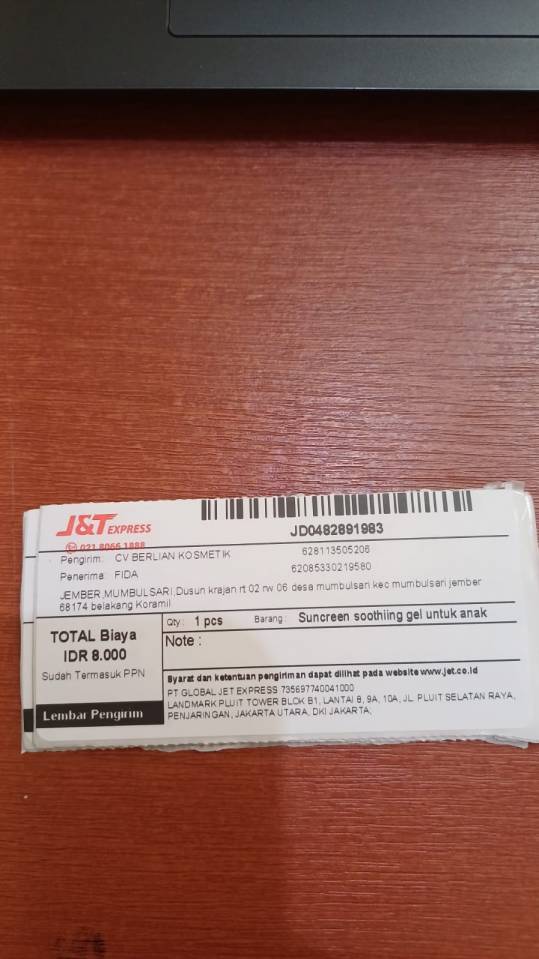 J&T EXPRESS
021 8066 1888
JD0482891983
Pengirim: CV BERLIAN KOSMETIK 628113505206
Penerima: FIDA 62085330219580
JEMBER,MUMBULSARI,Dusun krajan rt 02 rw 06 desa mumbulsari kec mumbulsari jember
68174 belakang Koramil
TOTAL Biaya
IDR 8.000
Sudah Termasuk PPN
Lembar Pengirim
Qty: 1 pcs Barang: Suncreen soothiing gel untuk anak
Note :
Syarat dan ketentuan pengiriman dapat dilihat pada website www.jet.co.id
PT GLOBAL JET EXPRESS 735697740041000
LANDMARK PLUIT TOWER BLOK B1, LANTAI 8, 9A, 10A, JL. PLUIT SELATAN RAYA,
PENJARINGAN, JAKARTA UTARA, DKI JAKARTA,